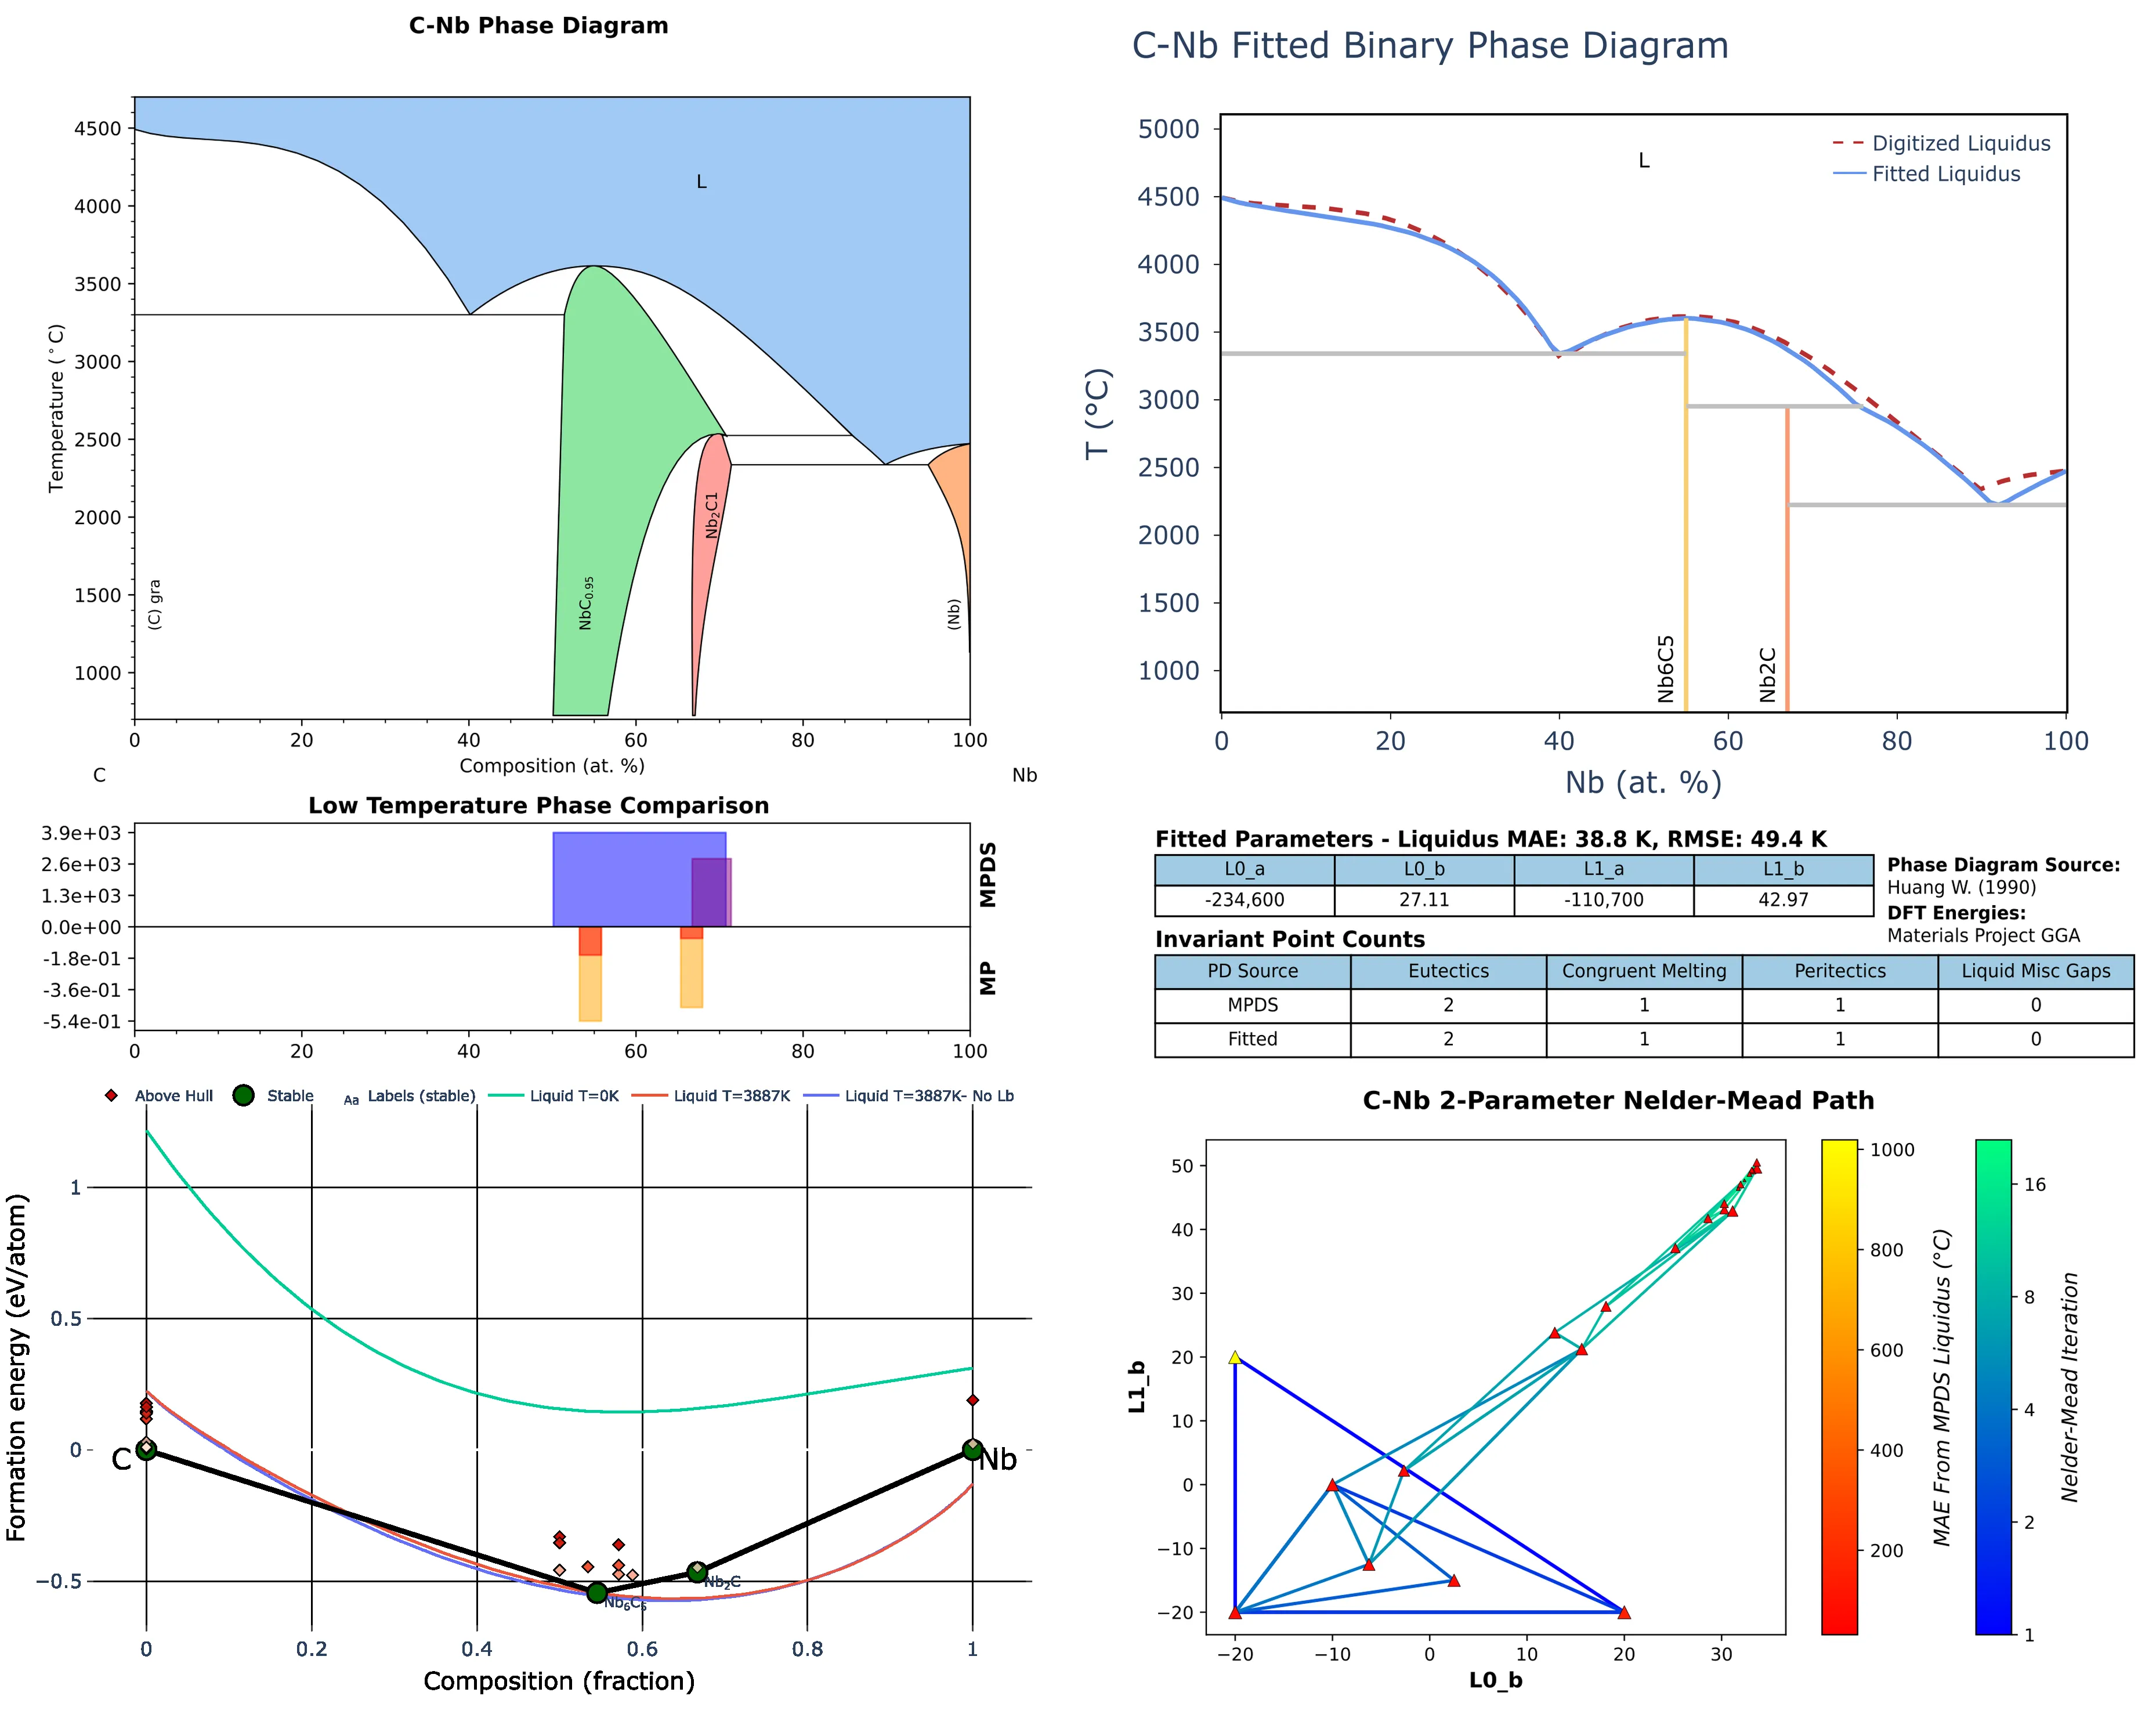 C-Nb Phase Diagram
4500
4000
3500
3000
2500
2000
1500
1000
Temperature (°C)
L
NbC0.95
Nb2C1
(C) gra
(Nb)
0 20 40 60 80 100
Composition (at. %)
C Nb
C-Nb Fitted Binary Phase Diagram
5000
4500
4000
3500
3000
2500
2000
1500
1000
T (°C)
L
Digitized Liquidus
Fitted Liquidus
Nb6C5
Nb2C
0 20 40 60 80 100
Nb (at. %)
Low Temperature Phase Comparison
3.9e+03
2.6e+03
1.3e+03
0.0e+00
-1.8e-01
-3.6e-01
-5.4e-01
MPDS
MP
0 20 40 60 80 100
Fitted Parameters - Liquidus MAE: 38.8 K, RMSE: 49.4 K
L0_a L0_b L1_a L1_b
-234,600 27.11 -110,700 42.97
Phase Diagram Source:
Huang W. (1990)
DFT Energies:
Materials Project GGA
Invariant Point Counts
PD Source Eutectics Congruent Melting Peritectics Liquid Misc Gaps
MPDS 2 1 1 0
Fitted 2 1 1 0
Above Hull Stable Aa Labels (stable) Liquid T=0K Liquid T=3887K Liquid T=3887K- No Lb
1
0.5
0
−0.5
Formation energy (eV/atom)
C
Nb
Nb2C
Nb6C5
0 0.2 0.4 0.6 0.8 1
Composition (fraction)
C-Nb 2-Parameter Nelder-Mead Path
50
40
30
20
10
0
−10
−20
L1_b
−20 −10 0 10 20 30
L0_b
1000
800
600
400
200
MAE From MPDS Liquidus (°C)
16
8
4
2
1
Nelder-Mead Iteration